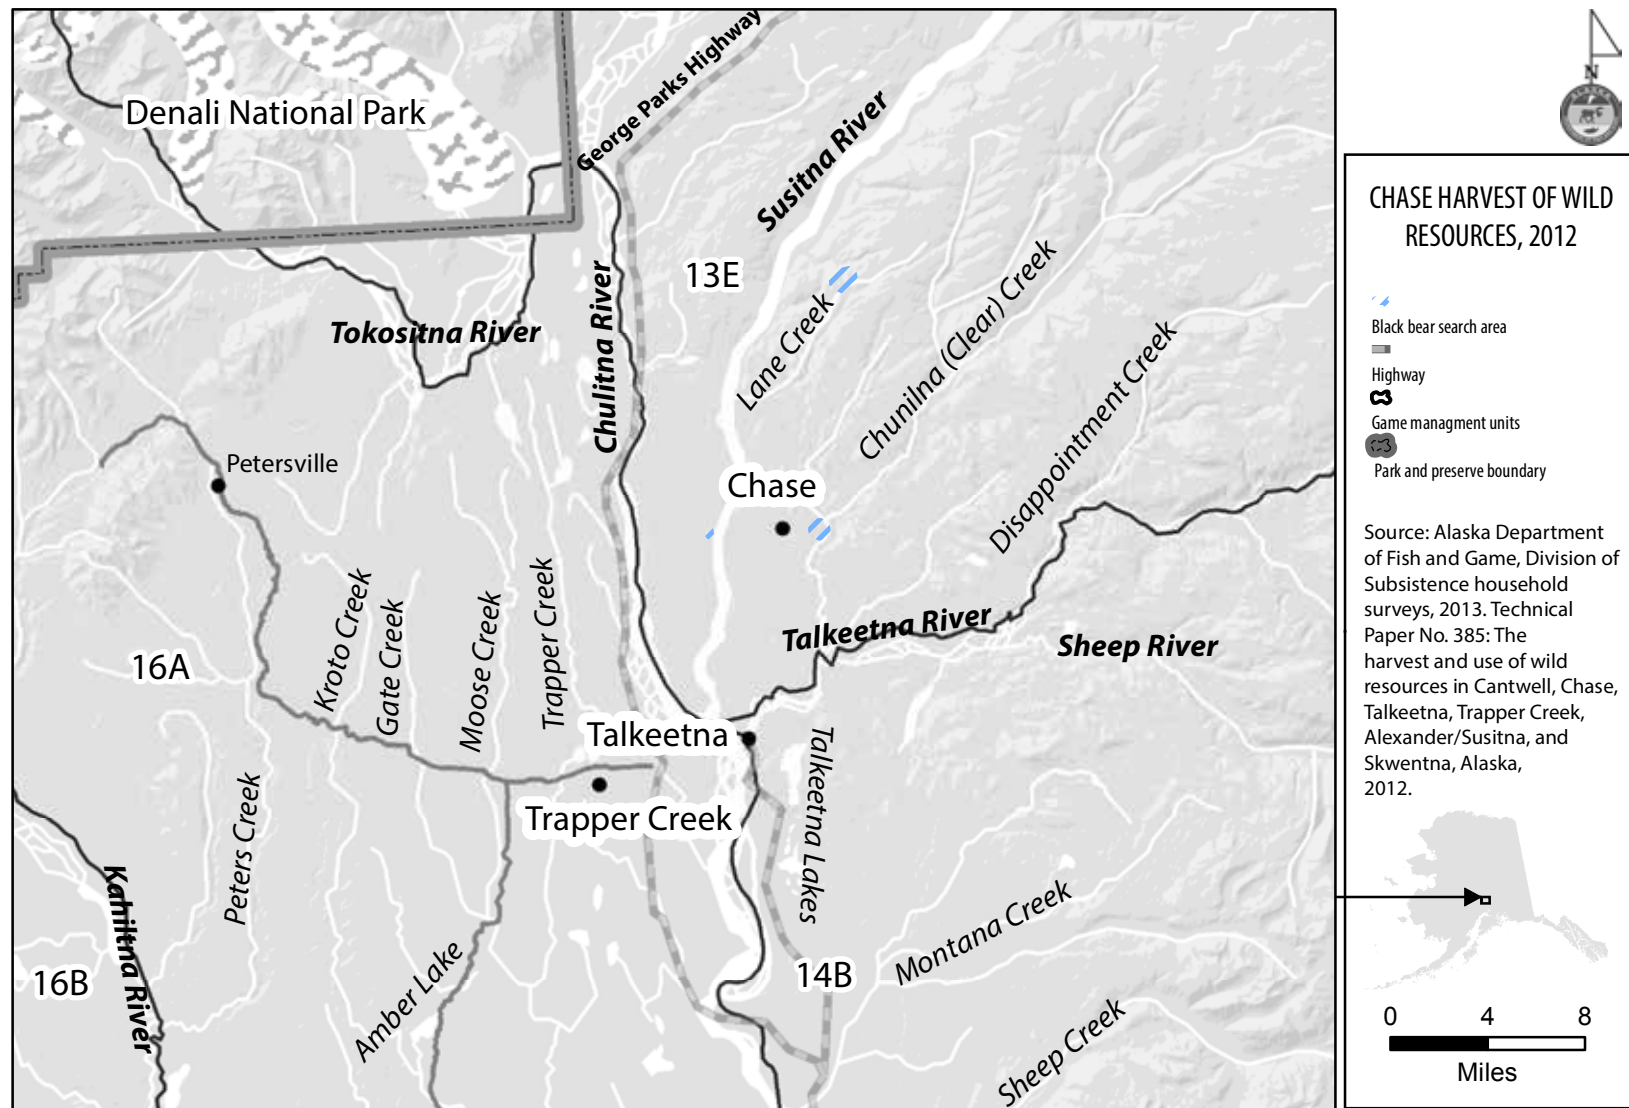 Denali National Park
George Parks Highway
Susitna River
13E
Lane Creek
Chunilna (Clear) Creek
Disappointment Creek
Tokositna River
Chulitna River
Petersville
Chase
Kroto Creek
Gate Creek
Moose Creek
Trapper Creek
Talkeetna River
Sheep River
16A
Talkeetna
Trapper Creek
Talkeetna Lakes
Peters Creek
Kahiltna River
16B
Amber Lake
14B
Montana Creek
Sheep Creek
N
CHASE HARVEST OF WILD
RESOURCES, 2012
Black bear search area
Highway
Game managment units
Park and preserve boundary
Source: Alaska Department
of Fish and Game, Division of
Subsistence household
surveys, 2013. Technical
Paper No. 385: The
harvest and use of wild
resources in Cantwell, Chase,
Talkeetna, Trapper Creek,
Alexander/Susitna, and
Skwentna, Alaska,
2012.
0 4 8
Miles